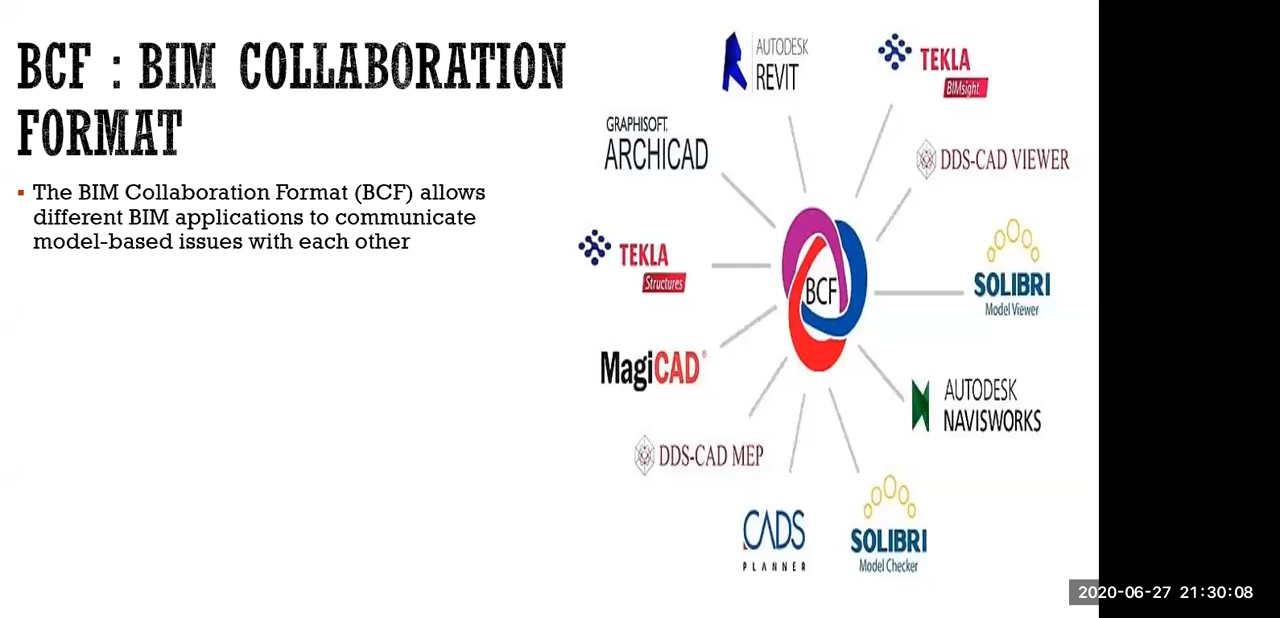 BCF : BIM COLLABORATION
FORMAT
▪ The BIM Collaboration Format (BCF) allows
different BIM applications to communicate
model-based issues with each other
AUTODESK
REVIT
TEKLA
BIMsight
GRAPHISOFT.
ARCHICAD
DDS-CAD VIEWER
TEKLA
Structures
BCF
SOLIBRI
Model Viewer
MagiCAD®
AUTODESK
NAVISWORKS
DDS-CAD MEP
CADS
PLANNER
SOLIBRI
Model Checker
2020-06-27 21:30:08